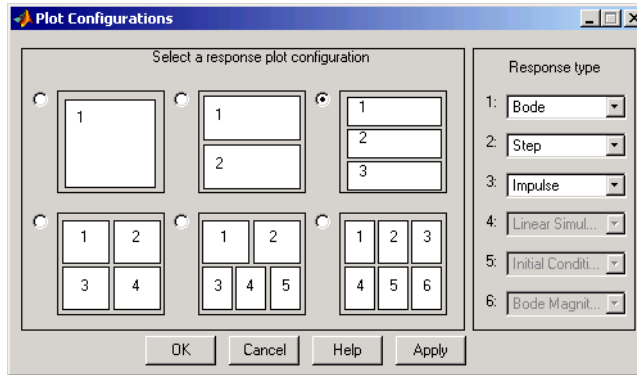 Plot Configurations
Select a response plot configuration
1
1
2
1
2
3
1 2
3 4
1 2
3 4 5
1 2 3
4 5 6
Response type
1: Bode
2: Step
3: Impulse
4: Linear Simul...
5: Initial Conditi...
6: Bode Magnit...
OK Cancel Help Apply